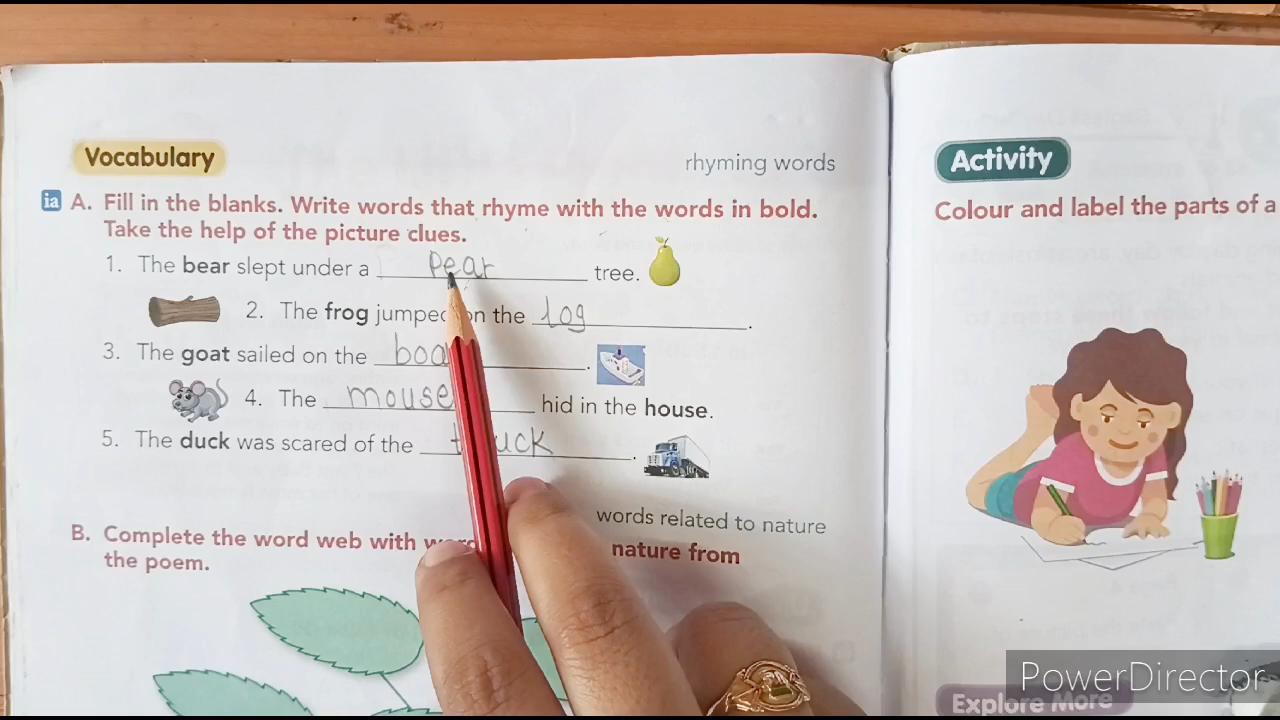 Vocabulary
rhyming words
ia A. Fill in the blanks. Write words that rhyme with the words in bold.
Take the help of the picture clues.
1. The bear slept under a pear tree.
2. The frog jumped on the log.
3. The goat sailed on the boa .
4. The mouse hid in the house.
5. The duck was scared of the truck.
words related to nature
B. Complete the word web with nature from
the poem.
Activity
Colour and label the parts of a
Explore More
PowerDirector